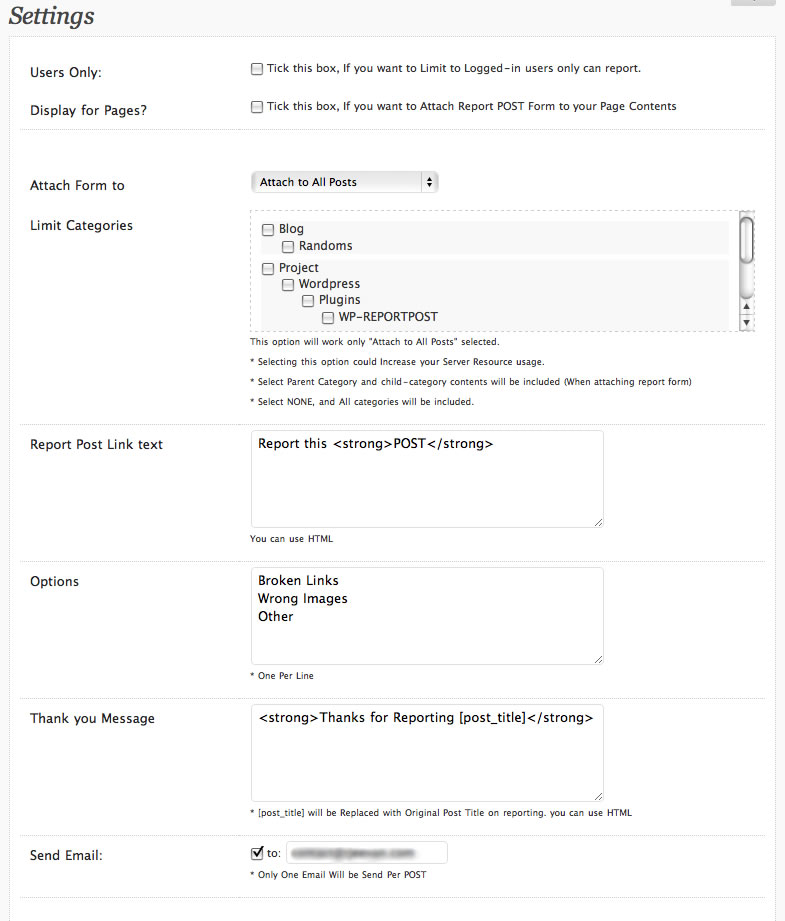 Settings
Users Only:
Tick this box, If you want to Limit to Logged-in users only can report.
Display for Pages?
Tick this box, If you want to Attach Report POST Form to your Page Contents
Attach Form to
Attach to All Posts
Limit Categories
Blog
Randoms
Project
Wordpress
Plugins
WP-REPORTPOST
This option will work only "Attach to All Posts" selected.
* Selecting this option could Increase your Server Resource usage.
* Select Parent Category and child-category contents will be included (When attaching report form)
* Select NONE, and All categories will be included.
Report Post Link text
Report this <strong>POST</strong>
You can use HTML
Options
Broken Links
Wrong Images
Other
* One Per Line
Thank you Message
<strong>Thanks for Reporting [post_title]</strong>
* [post_title] will be Replaced with Original Post Title on reporting. you can use HTML
Send Email:
to:
* Only One Email Will be Send Per POST